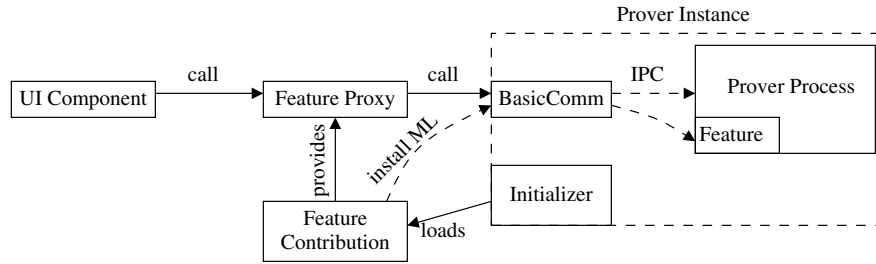 Prover Instance
call
call
IPC
UI Component
Feature Proxy
BasicComm
Prover Process
Feature
provides
install ML
Initializer
Feature
Contribution
loads